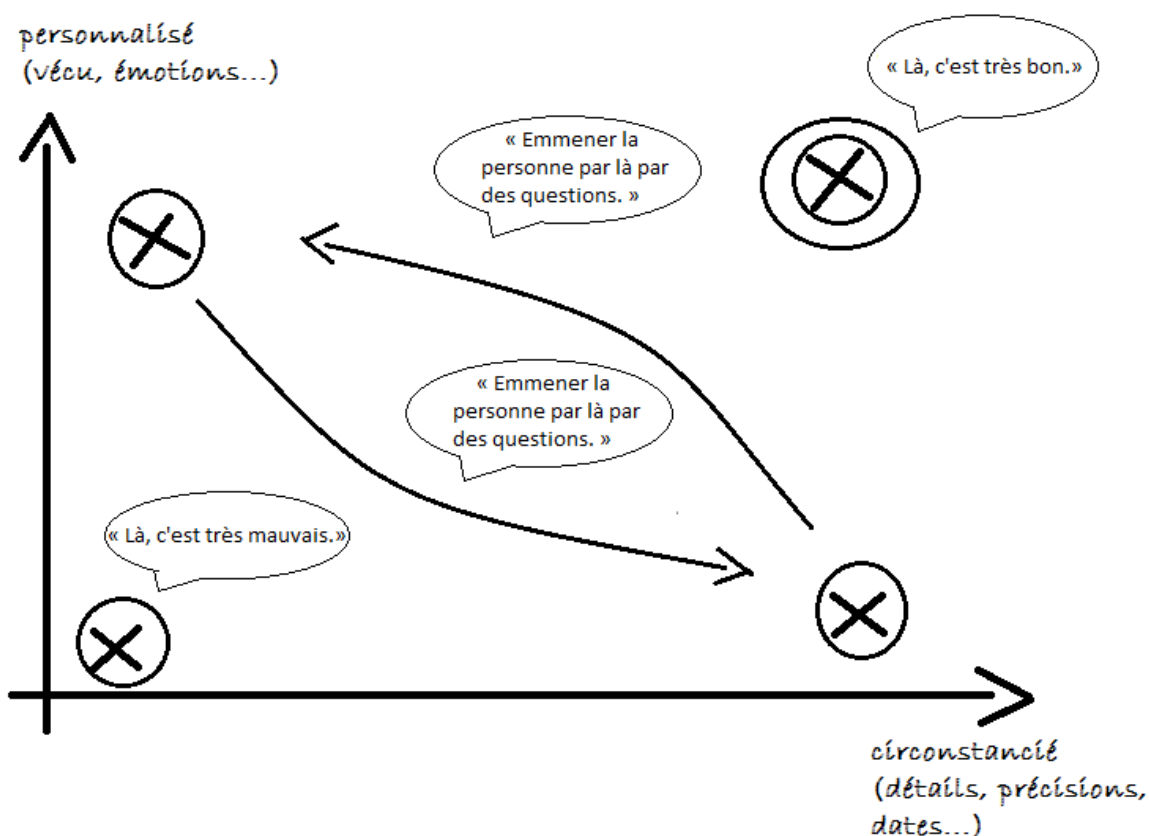 personnalisé
(vécu, émotions...)
« Là, c'est très bon.»
« Emmener la
personne par là par
des questions. »
« Emmener la
personne par là par
des questions. »
« Là, c'est très mauvais.»
circonstancié
(détails, précisions,
dates...)